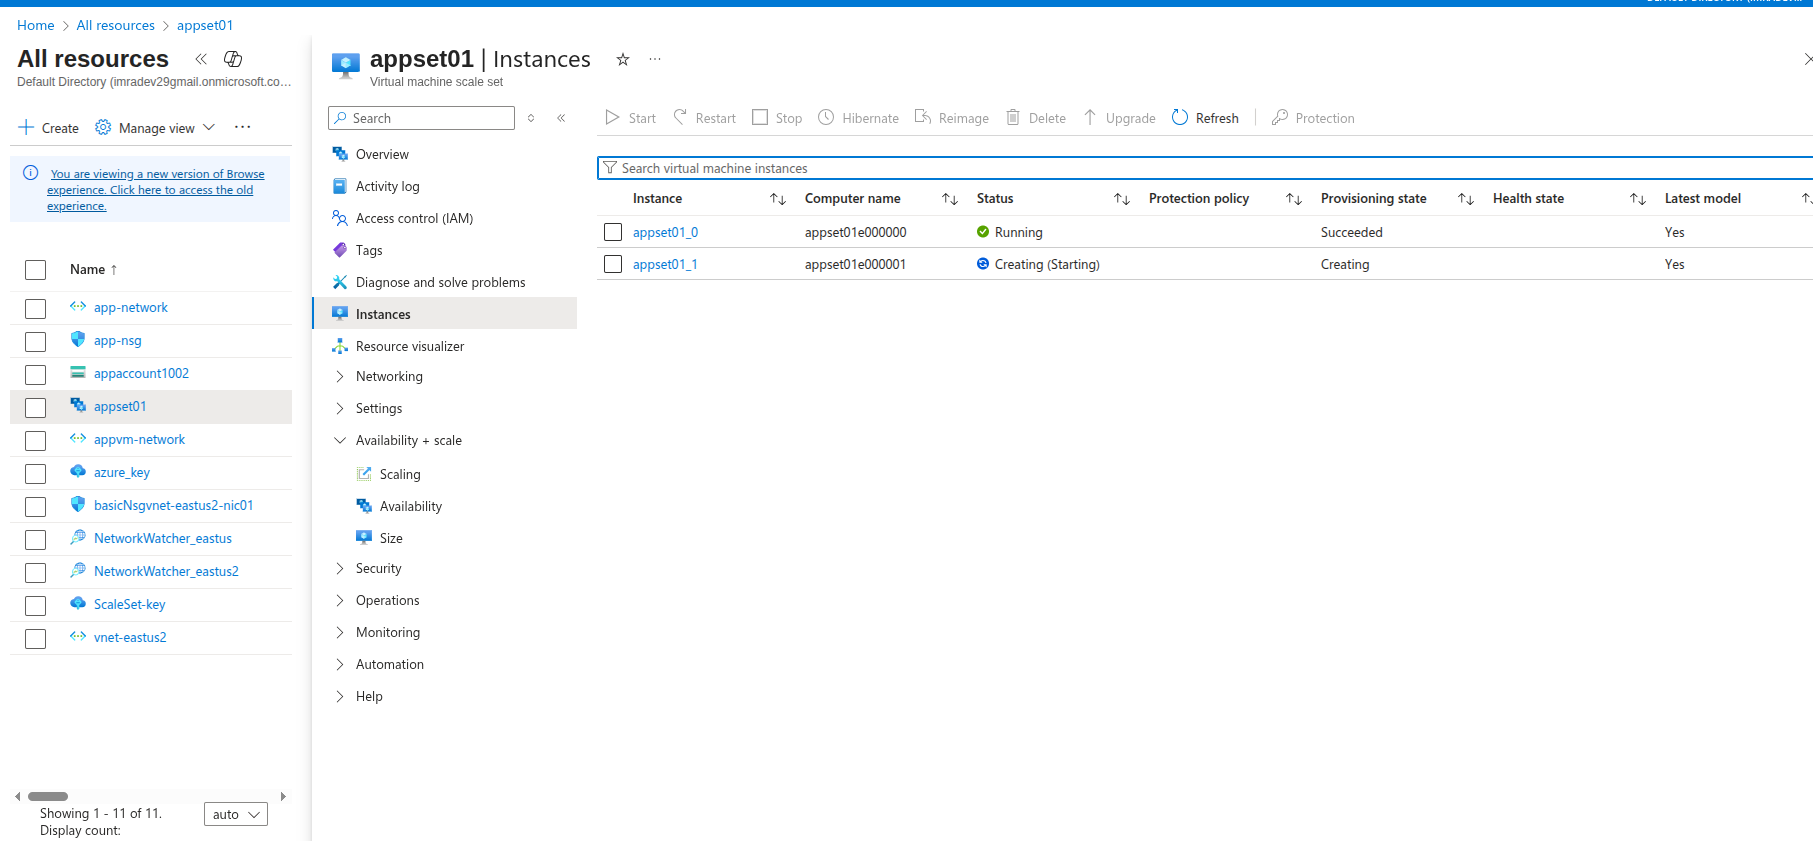 Home > All resources > appset01
All resources
Default Directory (imradev29gmail.onmicrosoft.co...
Create Manage view
You are viewing a new version of Browse
experience. Click here to access the old
experience.
Name ↑
app-network
app-nsg
appaccount1002
appset01
appvm-network
azure_key
basicNsgvnet-eastus2-nic01
NetworkWatcher_eastus
NetworkWatcher_eastus2
ScaleSet-key
vnet-eastus2
Showing 1 - 11 of 11.
Display count:
auto
appset01 | Instances
Virtual machine scale set
Search
Overview
Activity log
Access control (IAM)
Tags
Diagnose and solve problems
Instances
Resource visualizer
Networking
Settings
Availability + scale
Scaling
Availability
Size
Security
Operations
Monitoring
Automation
Help
Start Restart Stop Hibernate Reimage Delete Upgrade Refresh Protection
Search virtual machine instances
Instance Computer name Status Protection policy Provisioning state Health state Latest model
appset01_0 appset01e000000 Running Succeeded Yes
appset01_1 appset01e000001 Creating (Starting) Creating Yes